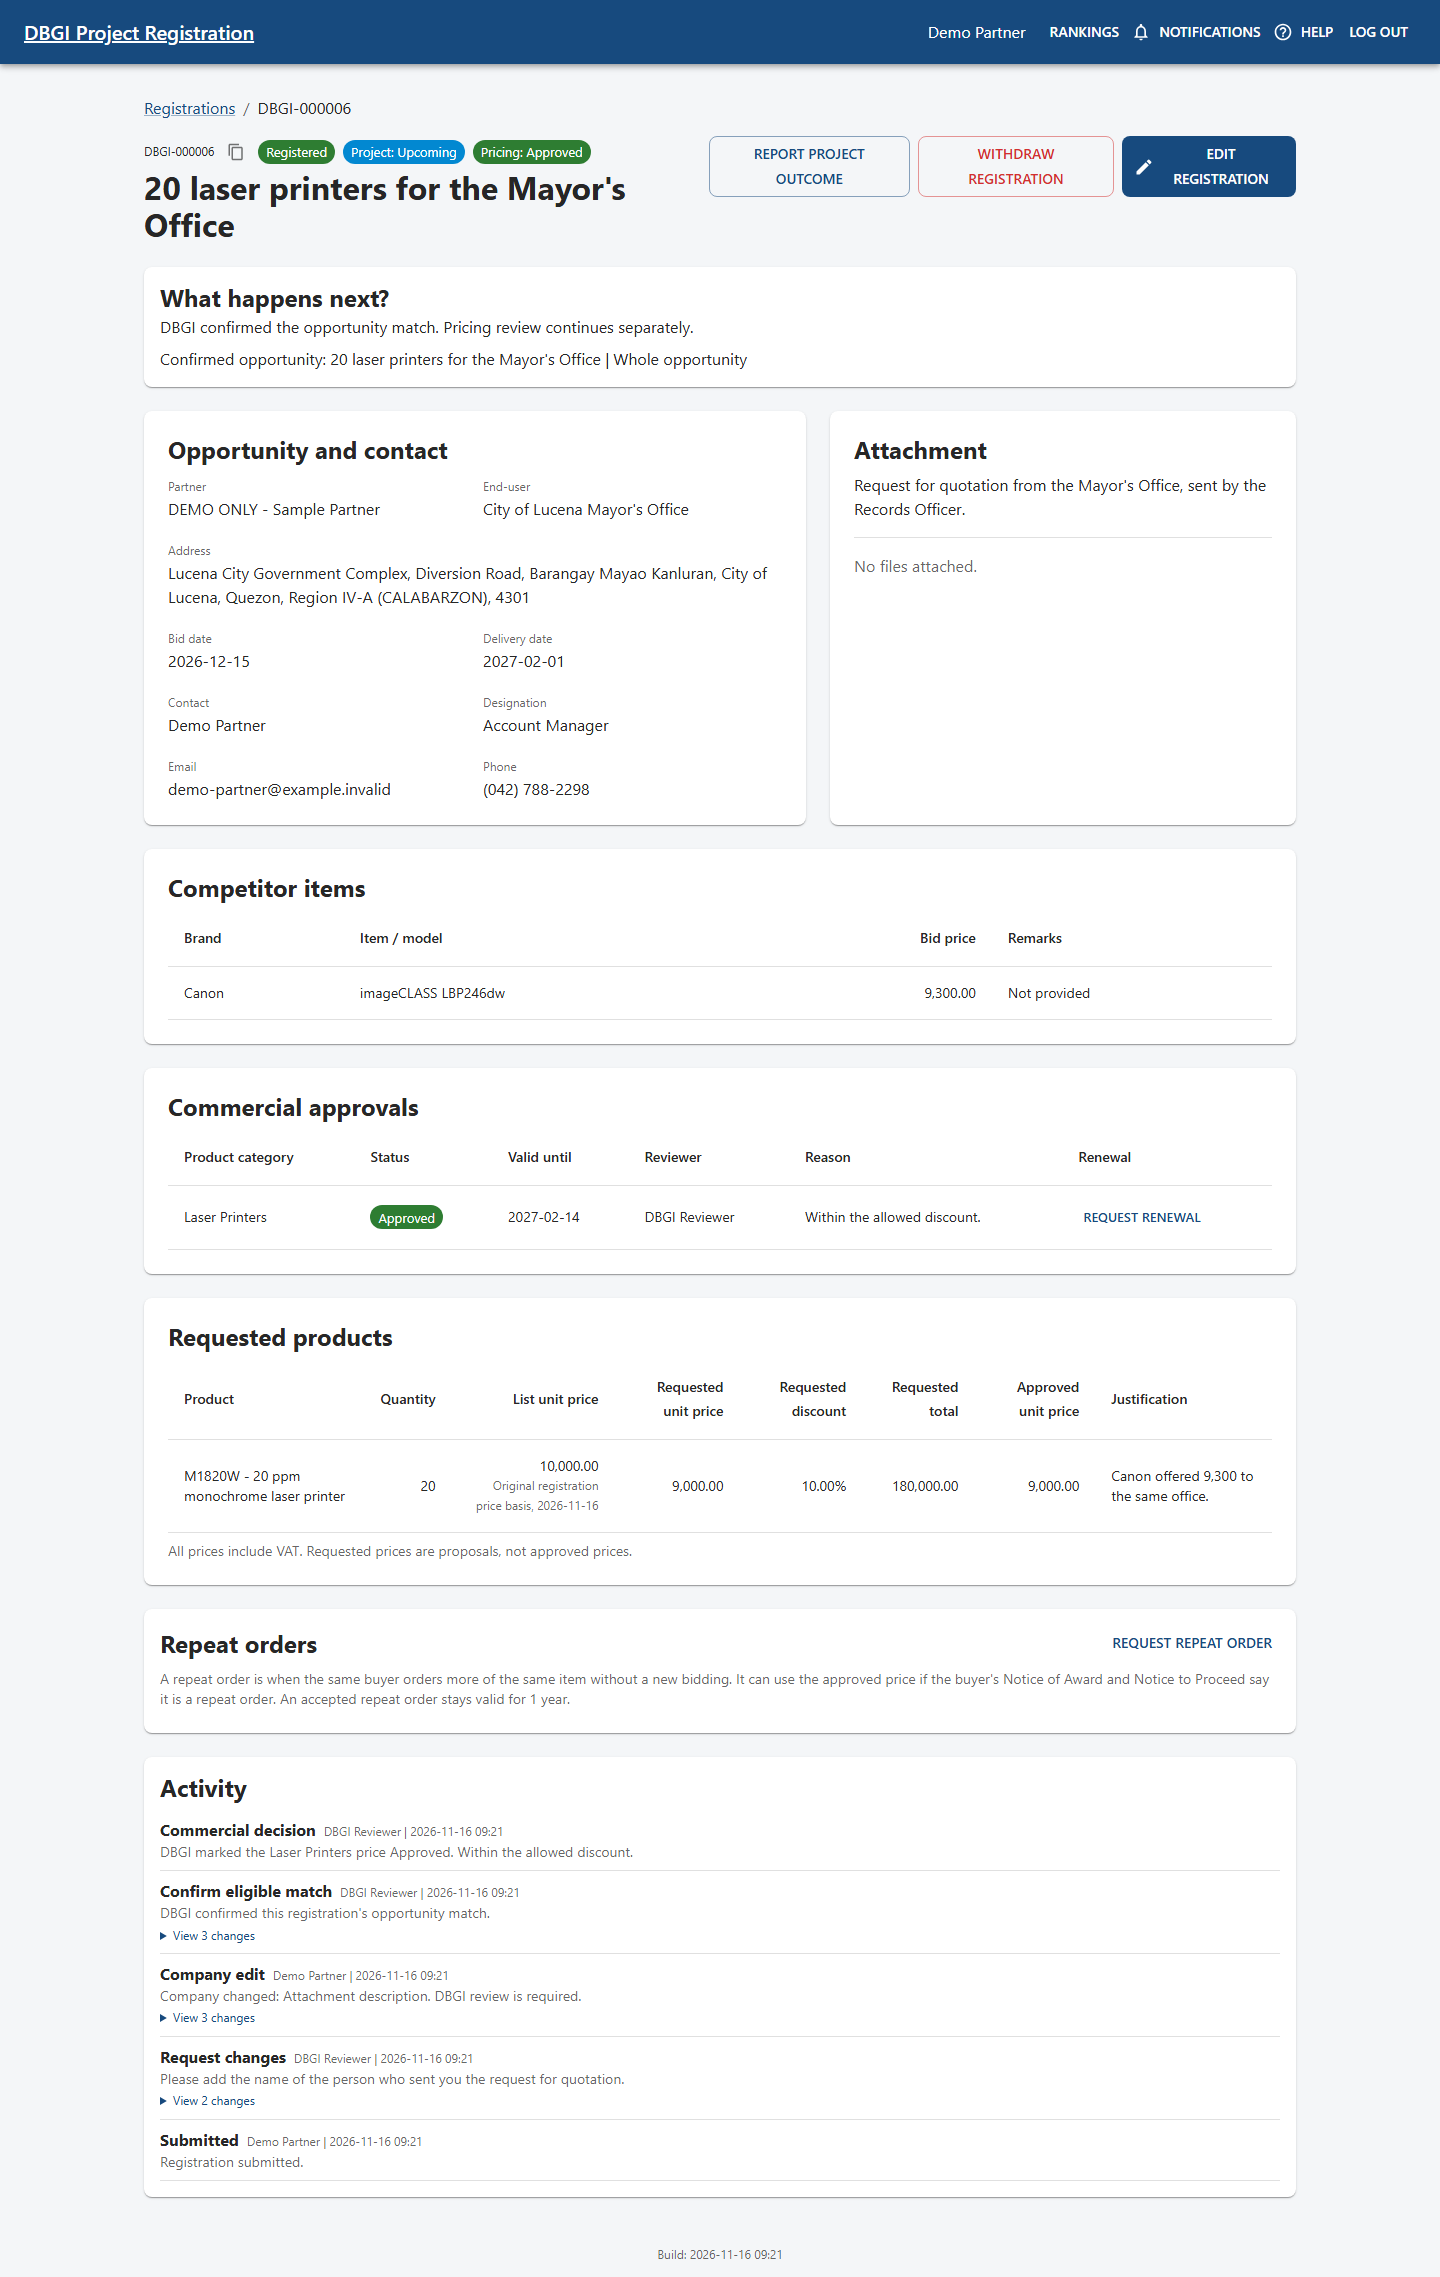 DBGI Project Registration
Demo Partner
RANKINGS
NOTIFICATIONS
HELP
LOG OUT
Registrations / DBGI-000006
DBGI-000006
Registered
Project: Upcoming
Pricing: Approved
20 laser printers for the Mayor's
Office
REPORT PROJECT
OUTCOME
WITHDRAW
REGISTRATION
EDIT
REGISTRATION
What happens next?
DBGI confirmed the opportunity match. Pricing review continues separately.
Confirmed opportunity: 20 laser printers for the Mayor's Office | Whole opportunity
Opportunity and contact
Partner
DEMO ONLY - Sample Partner
End-user
City of Lucena Mayor's Office
Address
Lucena City Government Complex, Diversion Road, Barangay Mayao Kanluran, City of
Lucena, Quezon, Region IV-A (CALABARZON), 4301
Bid date
2026-12-15
Delivery date
2027-02-01
Contact
Demo Partner
Designation
Account Manager
Email
demo-partner@example.invalid
Phone
(042) 788-2298
Attachment
Request for quotation from the Mayor's Office, sent by the
Records Officer.
No files attached.
Competitor items
Brand Item / model Bid price Remarks
Canon imageCLASS LBP246dw 9,300.00 Not provided
Commercial approvals
Product category Status Valid until Reviewer Reason Renewal
Laser Printers Approved 2027-02-14 DBGI Reviewer Within the allowed discount. REQUEST RENEWAL
Requested products
Product
Quantity
List unit price
Requested
unit price
Requested
discount
Requested
total
Approved
unit price
Justification
M1820W - 20 ppm
monochrome laser printer
20
10,000.00
Original registration
price basis, 2026-11-16
9,000.00
10.00%
180,000.00
9,000.00
Canon offered 9,300 to
the same office.
All prices include VAT. Requested prices are proposals, not approved prices.
Repeat orders
REQUEST REPEAT ORDER
A repeat order is when the same buyer orders more of the same item without a new bidding. It can use the approved price if the buyer's Notice of Award and Notice to Proceed say
it is a repeat order. An accepted repeat order stays valid for 1 year.
Activity
Commercial decision DBGI Reviewer | 2026-11-16 09:21
DBGI marked the Laser Printers price Approved. Within the allowed discount.
Confirm eligible match DBGI Reviewer | 2026-11-16 09:21
DBGI confirmed this registration's opportunity match.
View 3 changes
Company edit Demo Partner | 2026-11-16 09:21
Company changed: Attachment description. DBGI review is required.
View 3 changes
Request changes DBGI Reviewer | 2026-11-16 09:21
Please add the name of the person who sent you the request for quotation.
View 2 changes
Submitted Demo Partner | 2026-11-16 09:21
Registration submitted.
Build: 2026-11-16 09:21